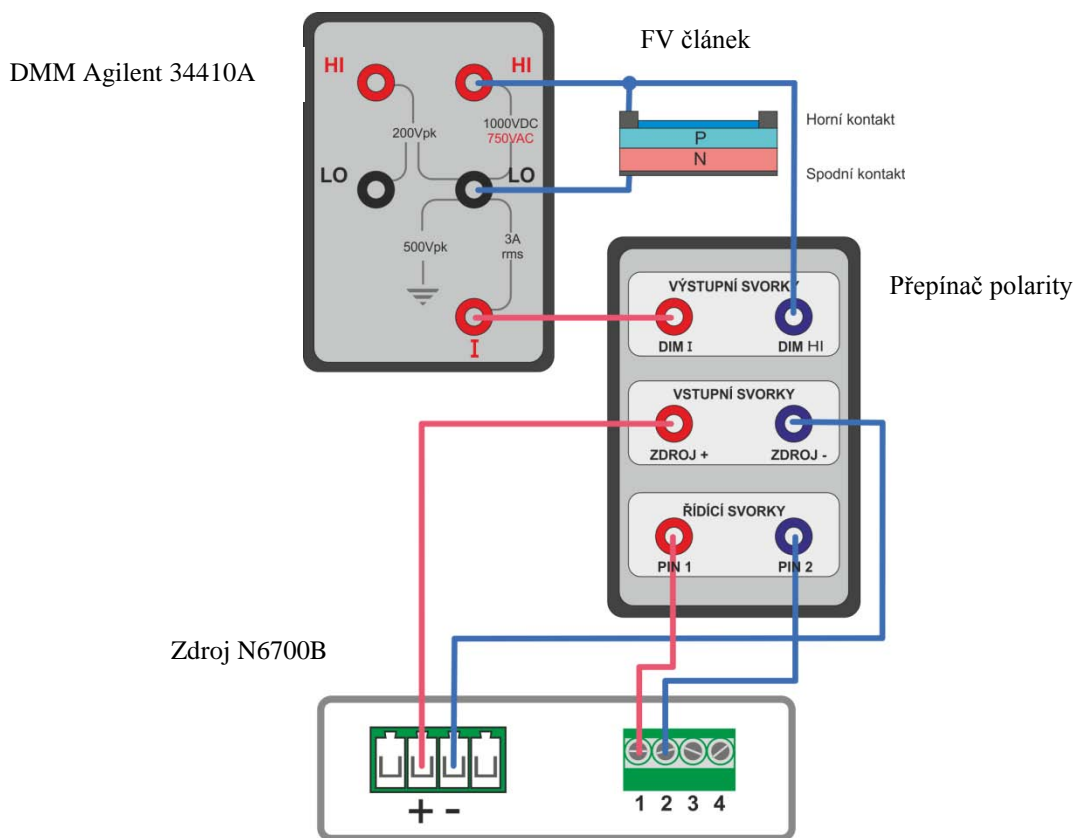 FV článek
DMM Agilent 34410A
HI
HI
200Vpk
1000VDC
750VAC
LO
LO
500Vpk
3A
rms
I
P
N
Horní kontakt
Spodní kontakt
Přepínač polarity
VÝSTUPNÍ SVORKY
DIM I
DIM HI
VSTUPNÍ SVORKY
ZDROJ +
ZDROJ -
ŘÍDÍCÍ SVORKY
PIN 1
PIN 2
Zdroj N6700B
+ -
1 2 3 4